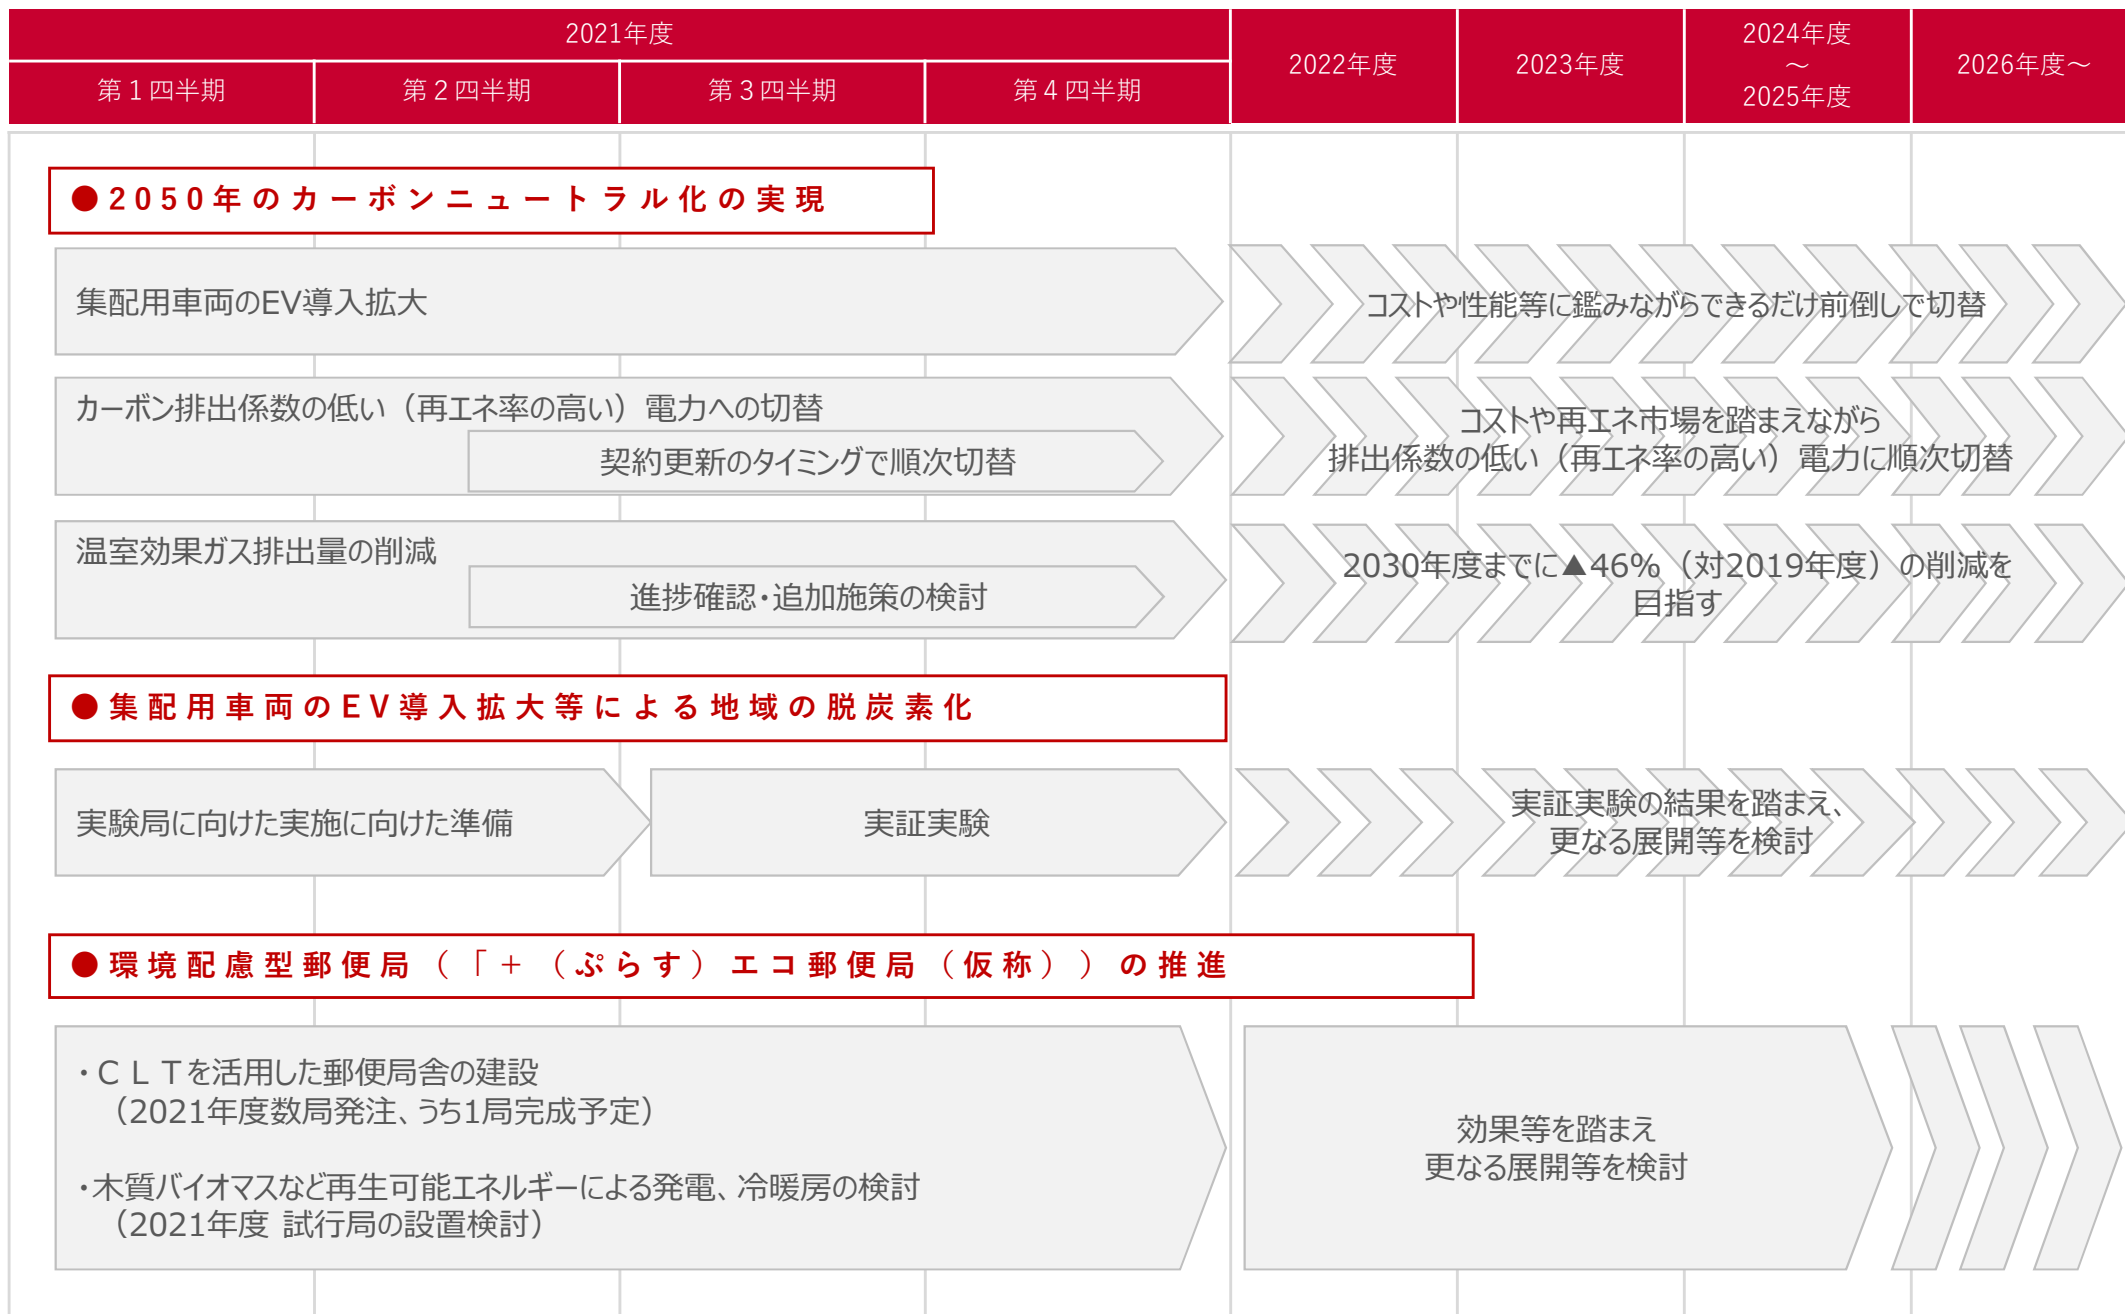 2021年度
2022年度
2023年度
2024年度
～
2025年度
2026年度～
第１四半期
第２四半期
第３四半期
第４四半期
●2050年のカーボンニュートラル化の実現
集配用車両のEV導入拡大
コストや性能等に鑑みながらできるだけ前倒しで切替
カーボン排出係数の低い（再エネ率の高い）電力への切替
契約更新のタイミングで順次切替
コストや再エネ市場を踏まえながら
排出係数の低い（再エネ率の高い）電力に順次切替
温室効果ガス排出量の削減
進捗確認・追加施策の検討
2030年度までに▲46%（対2019年度）の削減を
目指す
●集配用車両のEV導入拡大等による地域の脱炭素化
実験局に向けた実施に向けた準備
実証実験
実証実験の結果を踏まえ、
更なる展開等を検討
●環境配慮型郵便局（「＋（ぷらす）エコ郵便局（仮称））の推進
・ＣＬＴを活用した郵便局舎の建設
（2021年度数局発注、うち1局完成予定）
・木質バイオマスなど再生可能エネルギーによる発電、冷暖房の検討
（2021年度 試行局の設置検討）
効果等を踏まえ
更なる展開等を検討